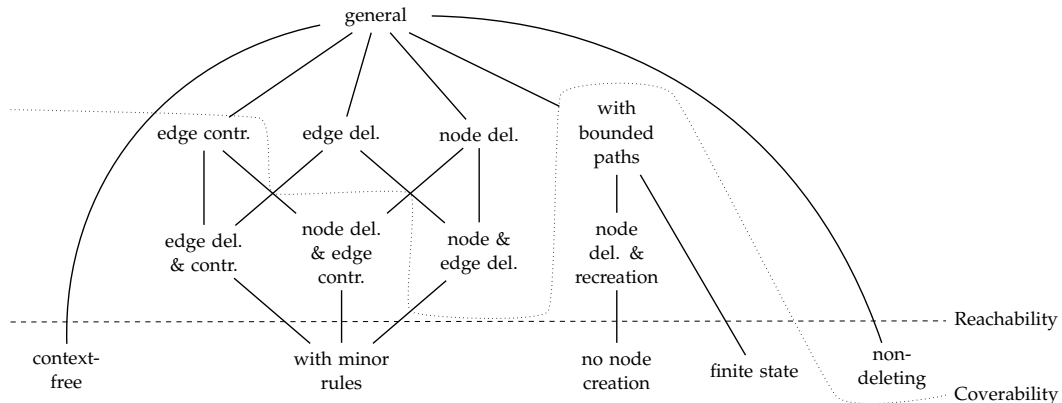 general
edge contr.
edge del.
node del.
with
bounded
paths
edge del.
& contr.
node del.
& edge
contr.
node &
edge del.
node
del. &
recreation
Reachability
context-
free
with minor
rules
no node
creation
finite state
non-
deleting
Coverability